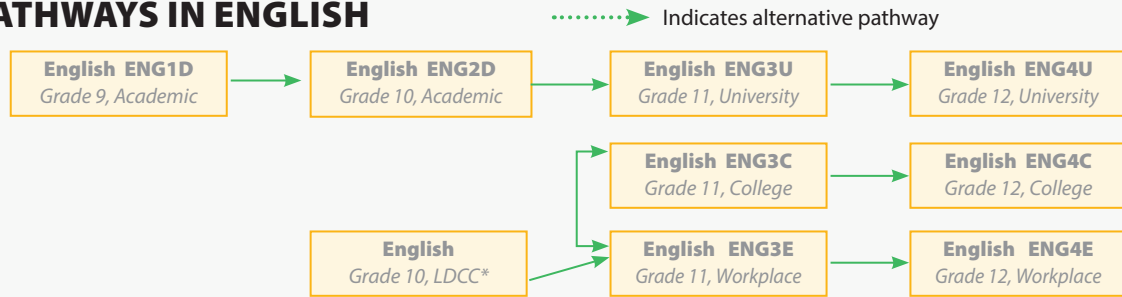 ATHWAYS IN ENGLISH
Indicates alternative pathway
English ENG1D
Grade 9, Academic
English ENG2D
Grade 10, Academic
English ENG3U
Grade 11, University
English ENG4U
Grade 12, University
English ENG3C
Grade 11, College
English ENG4C
Grade 12, College
English
Grade 10, LDCC*
English ENG3E
Grade 11, Workplace
English ENG4E
Grade 12, Workplace